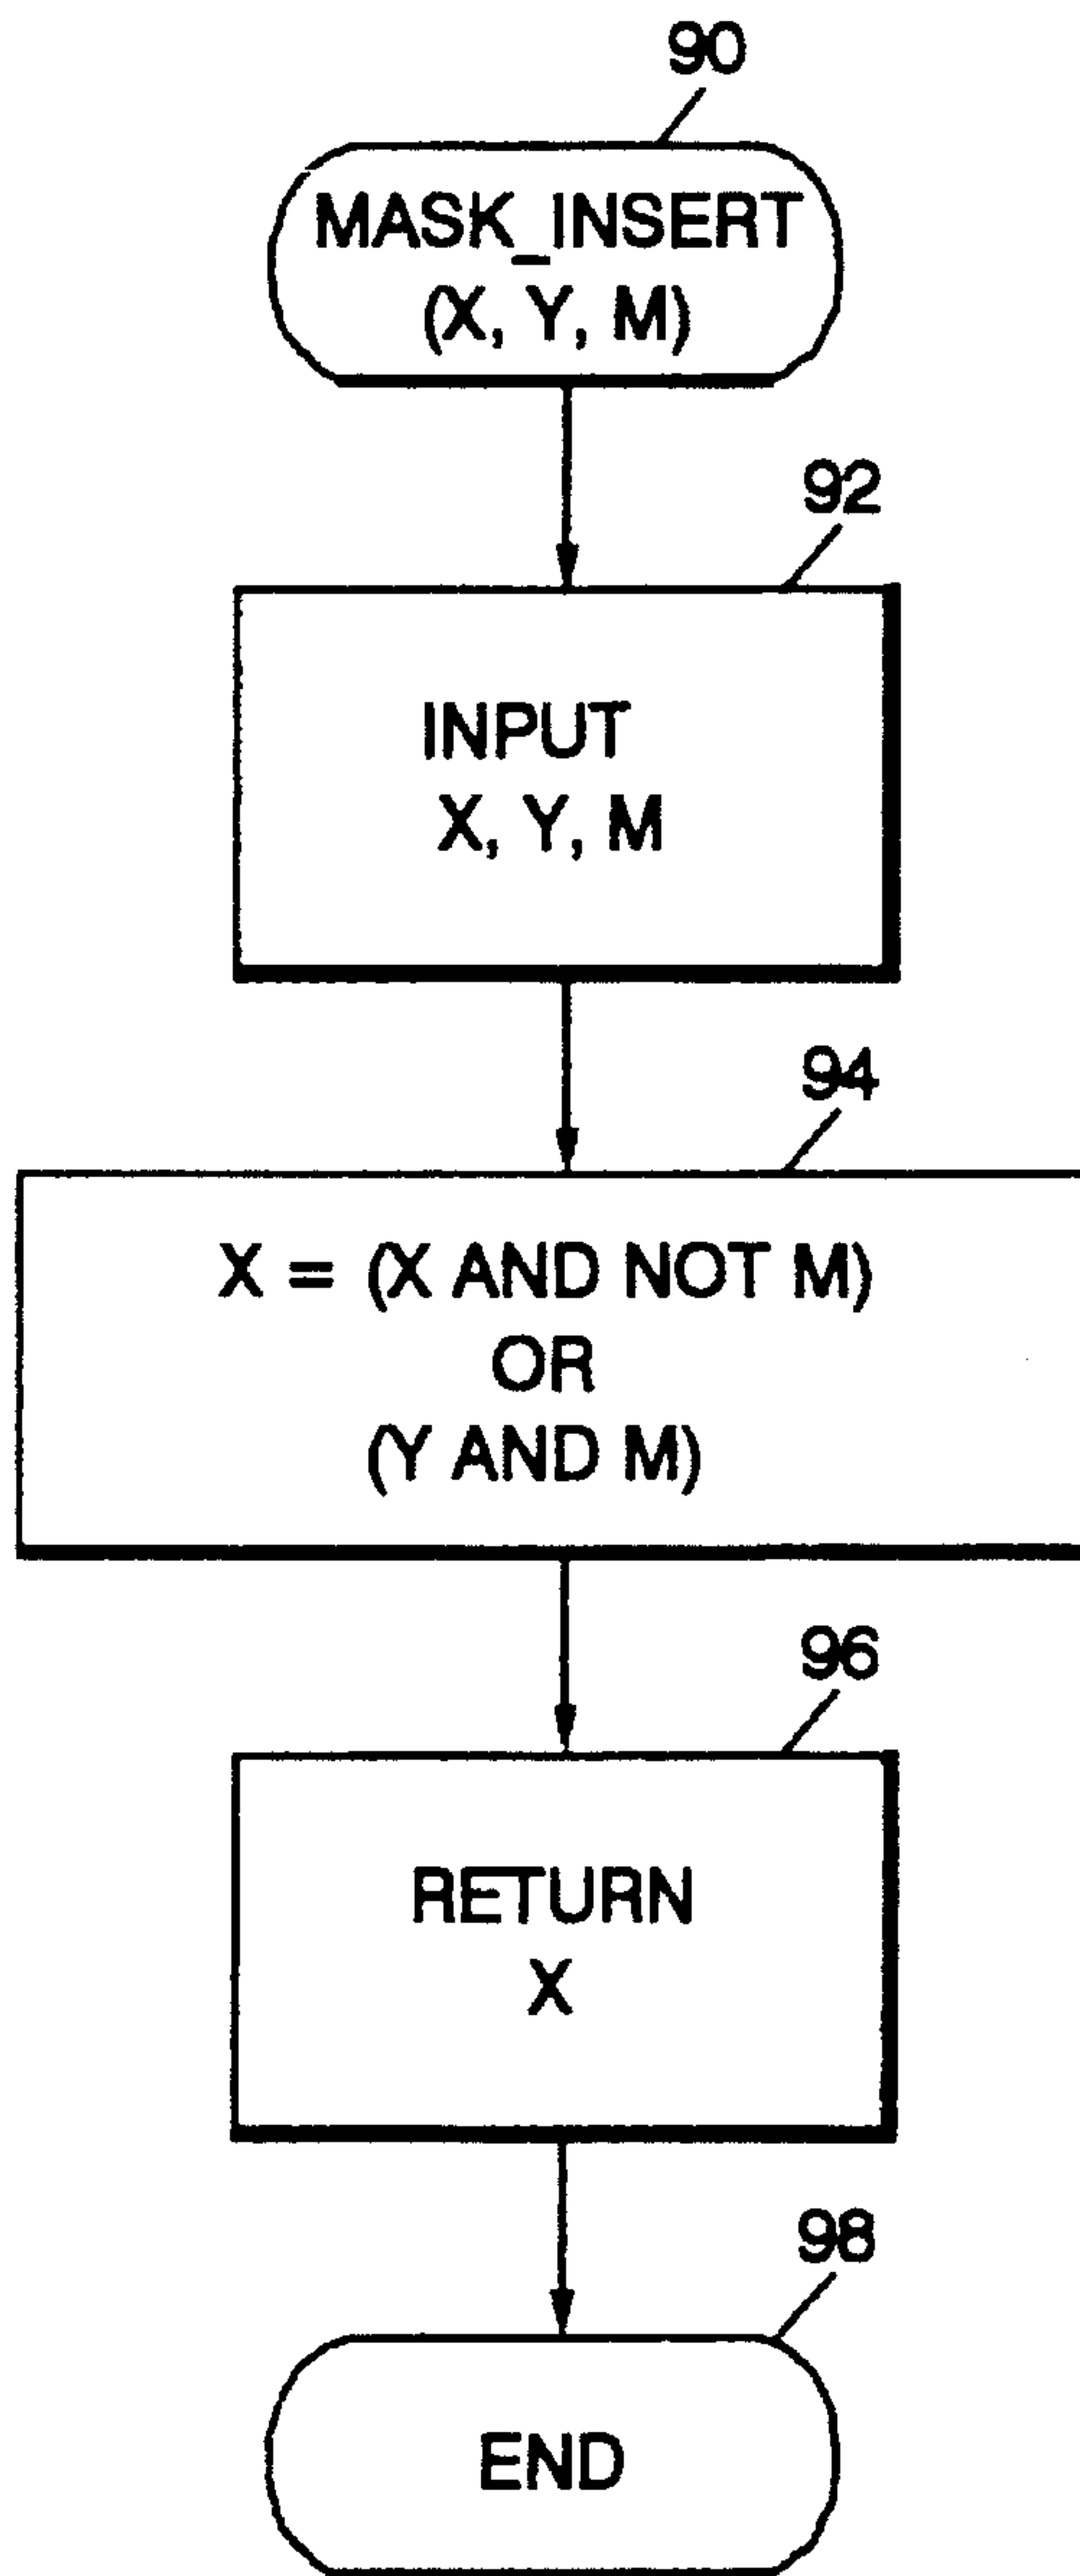 90
MASK_INSERT
(X, Y, M)
92
INPUT
X, Y, M
94
X = (X AND NOT M)
OR
(Y AND M)
96
RETURN
X
98
END